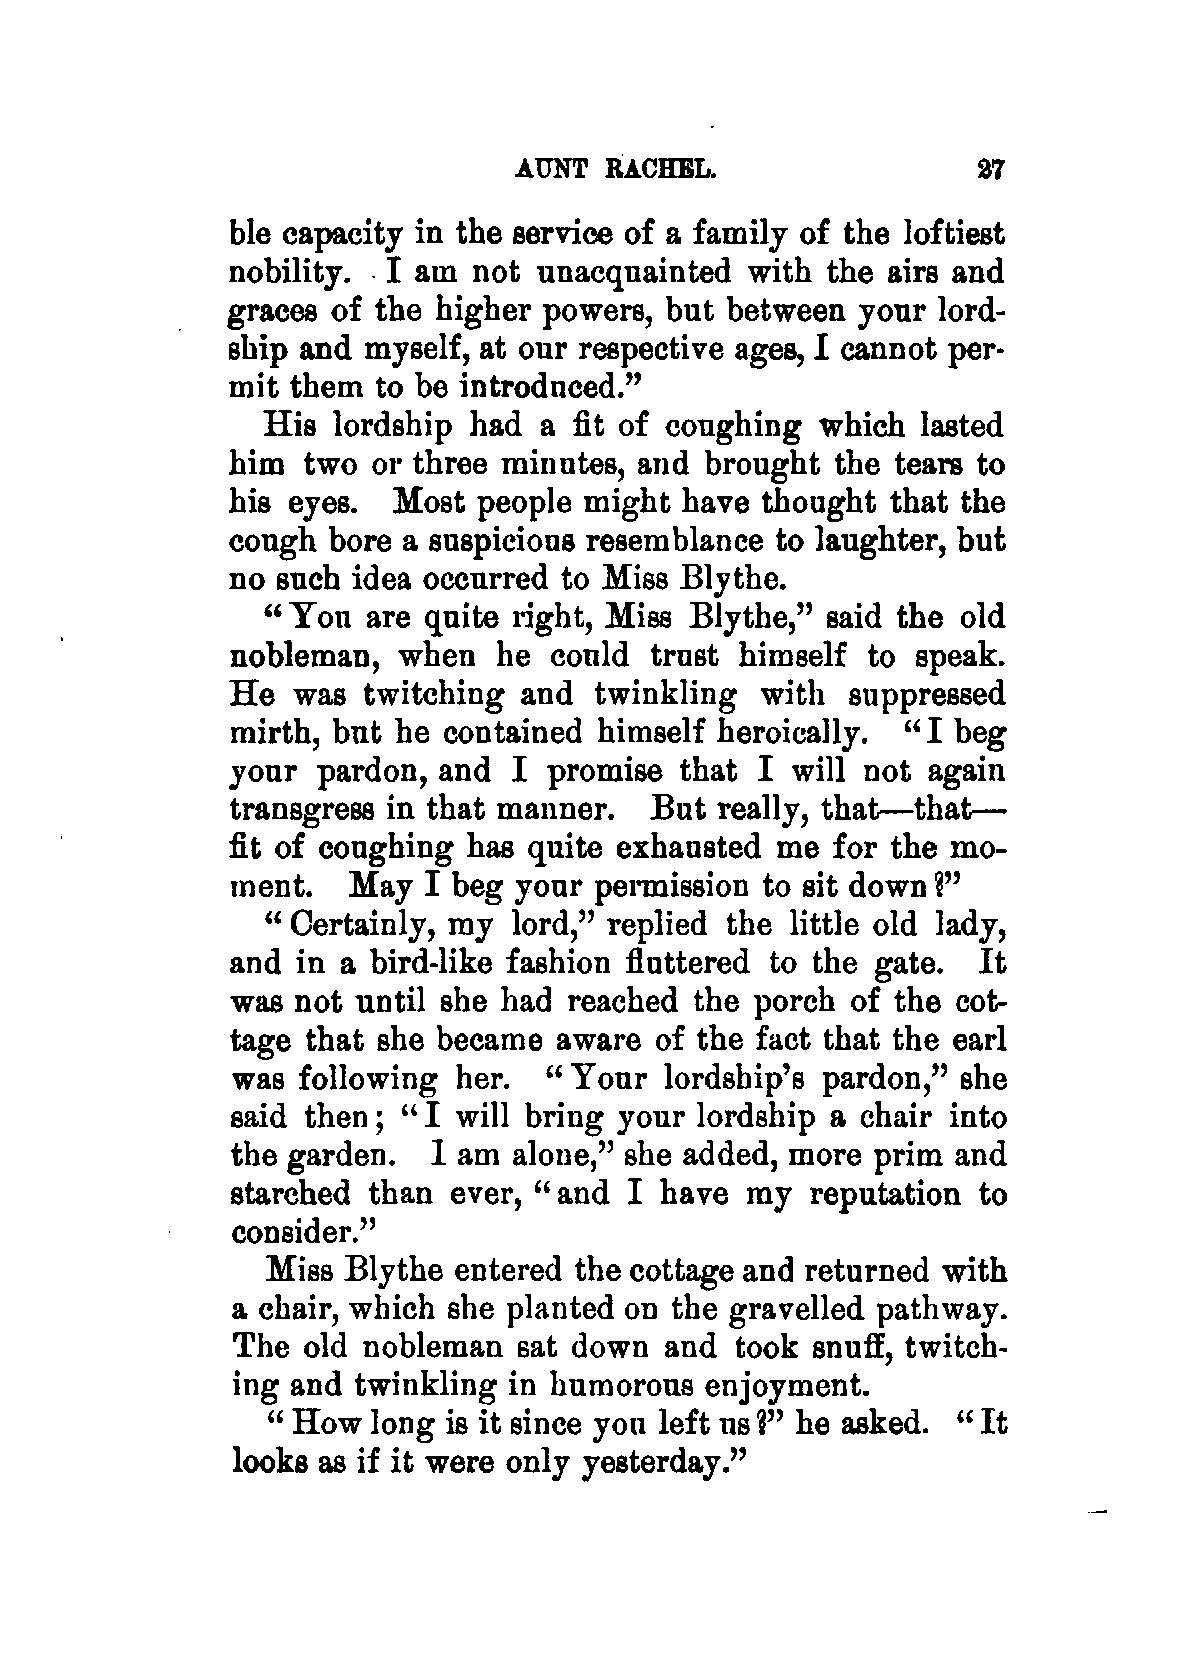 AUNT RACHEL. 27
ble capacity in the service of a family of the loftiest
nobility. I am not unacquainted with the airs and
graces of the higher powers, but between your lord-
ship and myself, at our respective ages, I cannot per-
mit them to be introduced.”
His lordship had a fit of coughing which lasted
him two or three minutes, and brought the tears to
his eyes. Most people might have thought that the
cough bore a suspicious resemblance to laughter, but
no such idea occurred to Miss Blythe.
“You are quite right, Miss Blythe,” said the old
nobleman, when he could trust himself to speak.
He was twitching and twinkling with suppressed
mirth, but he contained himself heroically. “I beg
your pardon, and I promise that I will not again
transgress in that manner. But really, that—that—
fit of coughing has quite exhausted me for the mo-
ment. May I beg your permission to sit down?”
“Certainly, my lord,” replied the little old lady,
and in a bird-like fashion fluttered to the gate. It
was not until she had reached the porch of the cot-
tage that she became aware of the fact that the earl
was following her. “Your lordship’s pardon,” she
said then; “I will bring your lordship a chair into
the garden. I am alone,” she added, more prim and
starched than ever, “and I have my reputation to
consider.”
Miss Blythe entered the cottage and returned with
a chair, which she planted on the gravelled pathway.
The old nobleman sat down and took snuff, twitch-
ing and twinkling in humorous enjoyment.
“How long is it since you left us?” he asked. “It
looks as if it were only yesterday.”